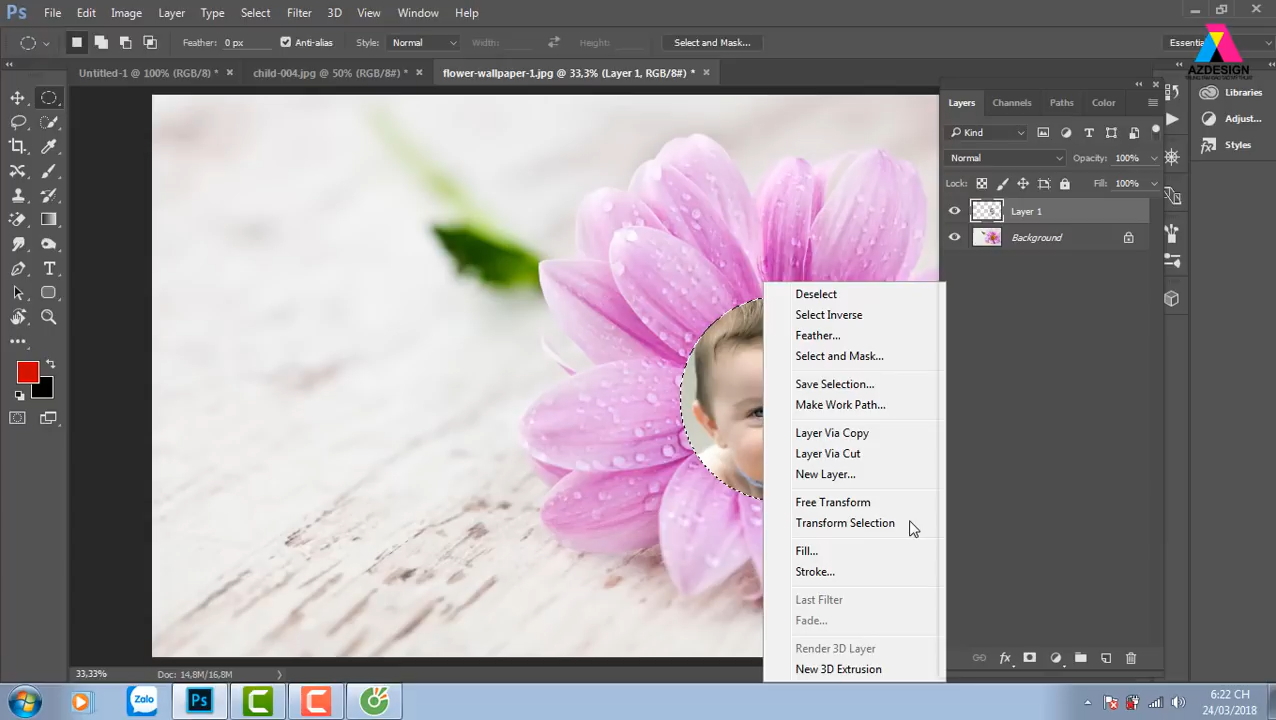 Ps File Edit Image Layer Type Select Filter 3D View Window Help
Feather: 0 px Anti-alias Style: Normal Width: Height: Select and Mask... Essentia
AZDESIGN
Untitled-1 @ 100% (RGB/8) * × child-004.jpg @ 50% (RGB/8#) * × flower-wallpaper-1.jpg @ 33,3% (Layer 1, RGB/8#) * ×
Layers Channels Paths Color
Libraries
Adjust...
Styles
Kind
Normal Opacity: 100%
Lock: Fill: 100%
Layer 1
Background
Deselect
Select Inverse
Feather...
Select and Mask...
Save Selection...
Make Work Path...
Layer Via Copy
Layer Via Cut
New Layer...
Free Transform
Transform Selection
Fill...
Stroke...
Last Filter
Fade...
Render 3D Layer
New 3D Extrusion
33,33% Doc: 14,8M/16,8M
Zalo Ps C C
6:22 CH
24/03/2018